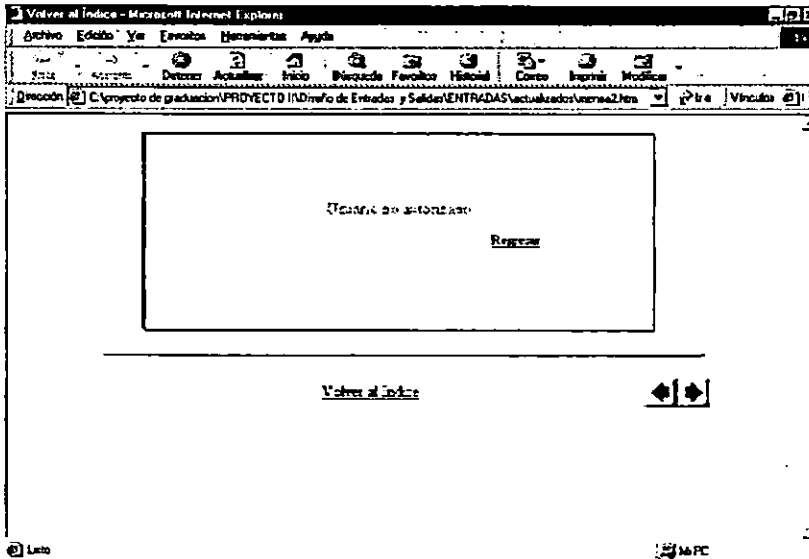 Volver al Índice - Microsoft Internet Explorer
Archivo Edición Ver Favoritos Herramientas Ayuda
Detener Actualizar Inicio Búsqueda Favoritos Historial Correo Imprimir Modificar
Dirección C:\proyecto de graduacion\PROYECTO II\Diseño de Entradas y Salidas\ENTRADAS\actualizados\mensa2.htm Ir a Vínculos
Usuario no autorizado
Regresar
Volver al Índice
Listo Mi PC